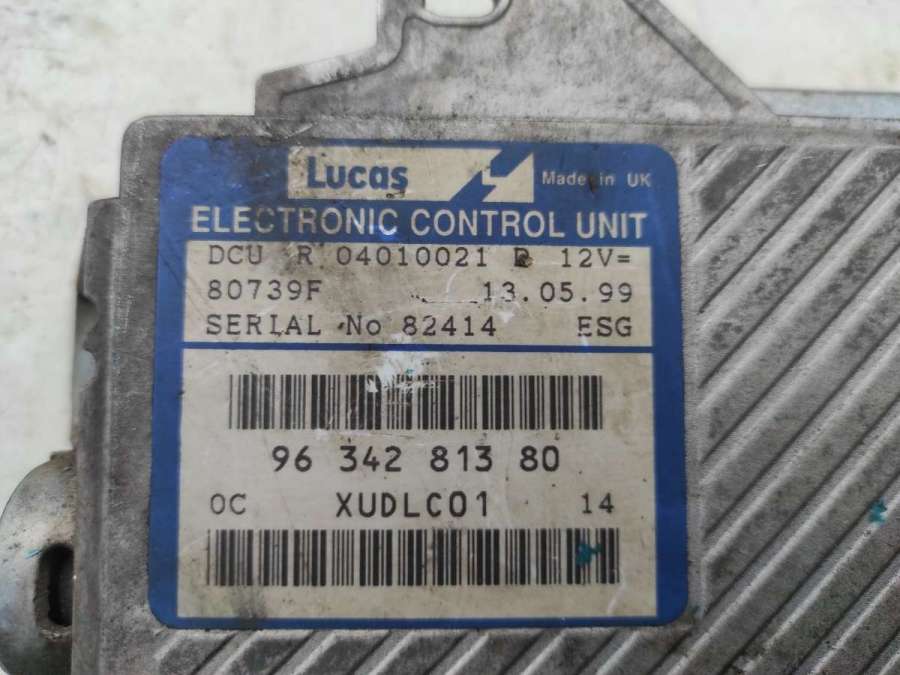 Lucas Made in UK
ELECTRONIC CONTROL UNIT
DCU R 04010021 12V=
80739F 13.05.99
SERIAL No 82414 ESG
96 342 813 80
0C XUDLC01 14